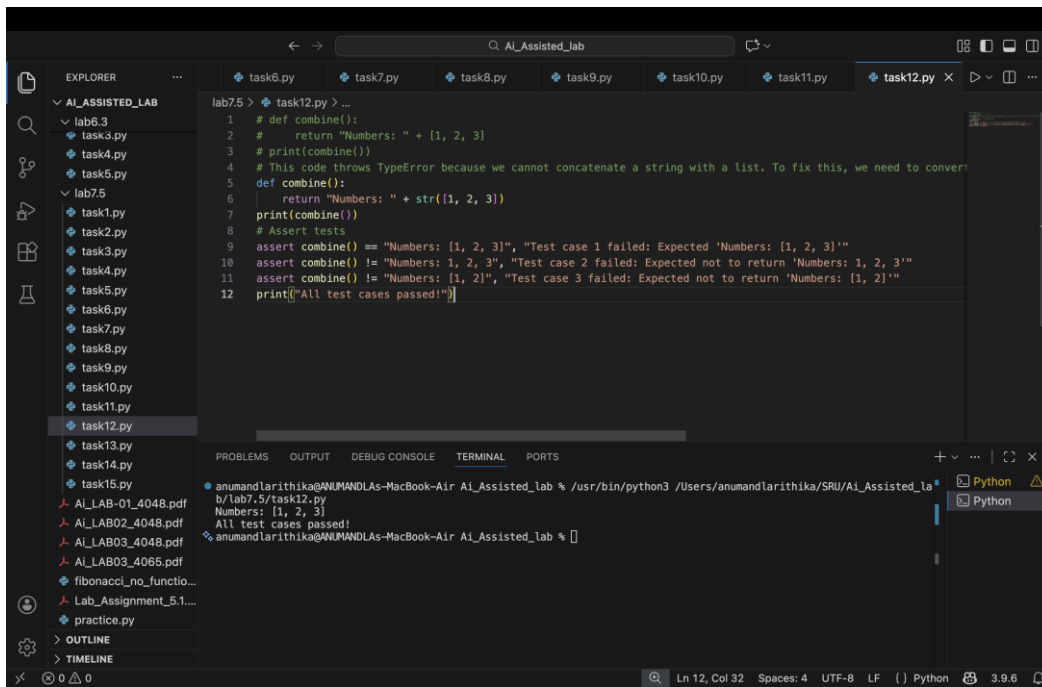 Ai_Assisted_lab
EXPLORER
task6.py
task7.py
task8.py
task9.py
task10.py
task11.py
task12.py
AI_ASSISTED_LAB
lab6.3
task3.py
task4.py
task5.py
lab7.5
task1.py
task2.py
task3.py
task4.py
task5.py
task6.py
task7.py
task8.py
task9.py
task10.py
task11.py
task12.py
task13.py
task14.py
task15.py
Ai_LAB-01_4048.pdf
Ai_LAB02_4048.pdf
Ai_LAB03_4048.pdf
Ai_LAB03_4065.pdf
fibonacci_no_functio...
Lab_Assignment_5.1....
practice.py
OUTLINE
TIMELINE
lab7.5 > task12.py > ...
1 # def combine():
2 #     return "Numbers: " + [1, 2, 3]
3 # print(combine())
4 # This code throws TypeError because we cannot concatenate a string with a list. To fix this, we need to convert
5 def combine():
6     return "Numbers: " + str([1, 2, 3])
7 print(combine())
8 # Assert tests
9 assert combine() == "Numbers: [1, 2, 3]", "Test case 1 failed: Expected 'Numbers: [1, 2, 3]'"
10 assert combine() != "Numbers: 1, 2, 3", "Test case 2 failed: Expected not to return 'Numbers: 1, 2, 3'"
11 assert combine() != "Numbers: [1, 2]", "Test case 3 failed: Expected not to return 'Numbers: [1, 2]'"
12 print("All test cases passed!")
PROBLEMS OUTPUT DEBUG CONSOLE TERMINAL PORTS
anumandlarithika@ANUMANDLAs-MacBook-Air Ai_Assisted_lab % /usr/bin/python3 /Users/anumandlarithika/SRU/Ai_Assisted_la
b/lab7.5/task12.py
Numbers: [1, 2, 3]
All test cases passed!
anumandlarithika@ANUMANDLAs-MacBook-Air Ai_Assisted_lab %
Python
Python
0 0
Ln 12, Col 32 Spaces: 4 UTF-8 LF { } Python 3.9.6